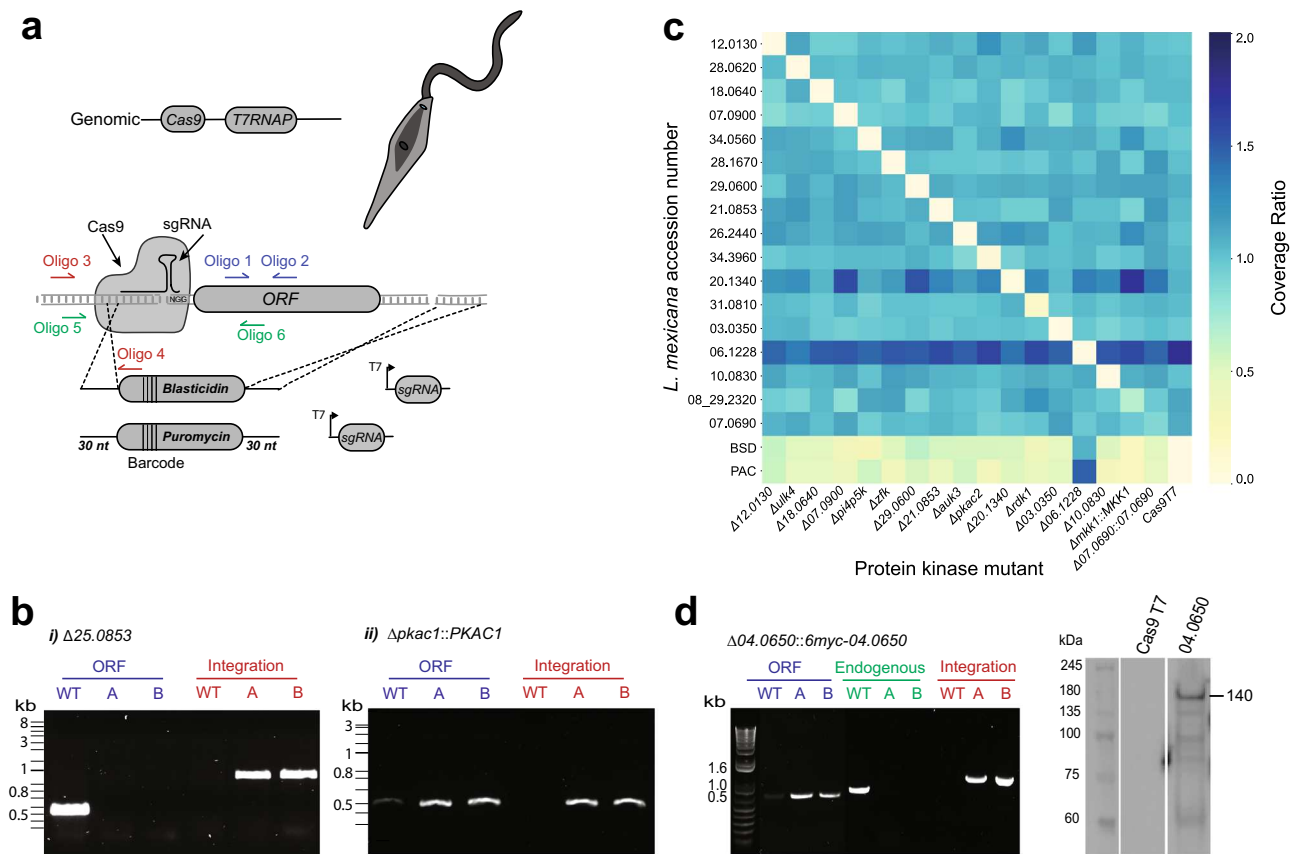 a
Genomic
Cas9
T7RNAP
Cas9
sgRNA
Oligo 3
Oligo 1
Oligo 2
NGG
ORF
Oligo 5
Oligo 6
Oligo 4
Blasticidin
T7
sgRNA
T7
sgRNA
Puromycin
30 nt
30 nt
Barcode
c
L. mexicana accession number
12.0130
28.0620
18.0640
07.0900
34.0560
28.1670
29.0600
21.0853
26.2440
34.3960
20.1340
31.0810
03.0350
06.1228
10.0830
08_29.2320
07.0690
BSD
PAC
Δ12.0130
Δulk4
Δ18.0640
Δ07.0900
Δpi4p5k
Δzfk
Δ29.0600
Δ21.0853
Δauk3
Δpkac2
Δ20.1340
Δrdk1
Δ03.0350
Δ06.1228
Δ10.0830
Δmkk1::MKK1
Δ07.0690::07.0690
Cas9T7
Protein kinase mutant
2.0
1.5
1.0
0.5
0.0
Coverage Ratio
b
i) Δ25.0853
ORF
Integration
WT A B
WT A B
kb
8
3
1
0.8
0.5
ii) Δpkac1::PKAC1
ORF
Integration
WT A B
WT A B
kb
3
1
0.8
0.5
d
Δ04.0650::6myc-04.0650
ORF
Endogenous
Integration
WT A B
WT A B
WT A B
kb
1.6
1.0
0.5
kDa
Cas9 T7
04.0650
245
180
135
100
75
60
140